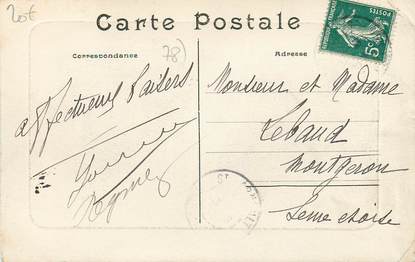 20t
Carte Postale
Correspondance
Adresse
78)
REPUBLIQUE FRANÇAISE
POSTES
5c
affectueux baisers
Monsieur et Madame
Lebaud
Montgeron
Seine et oise